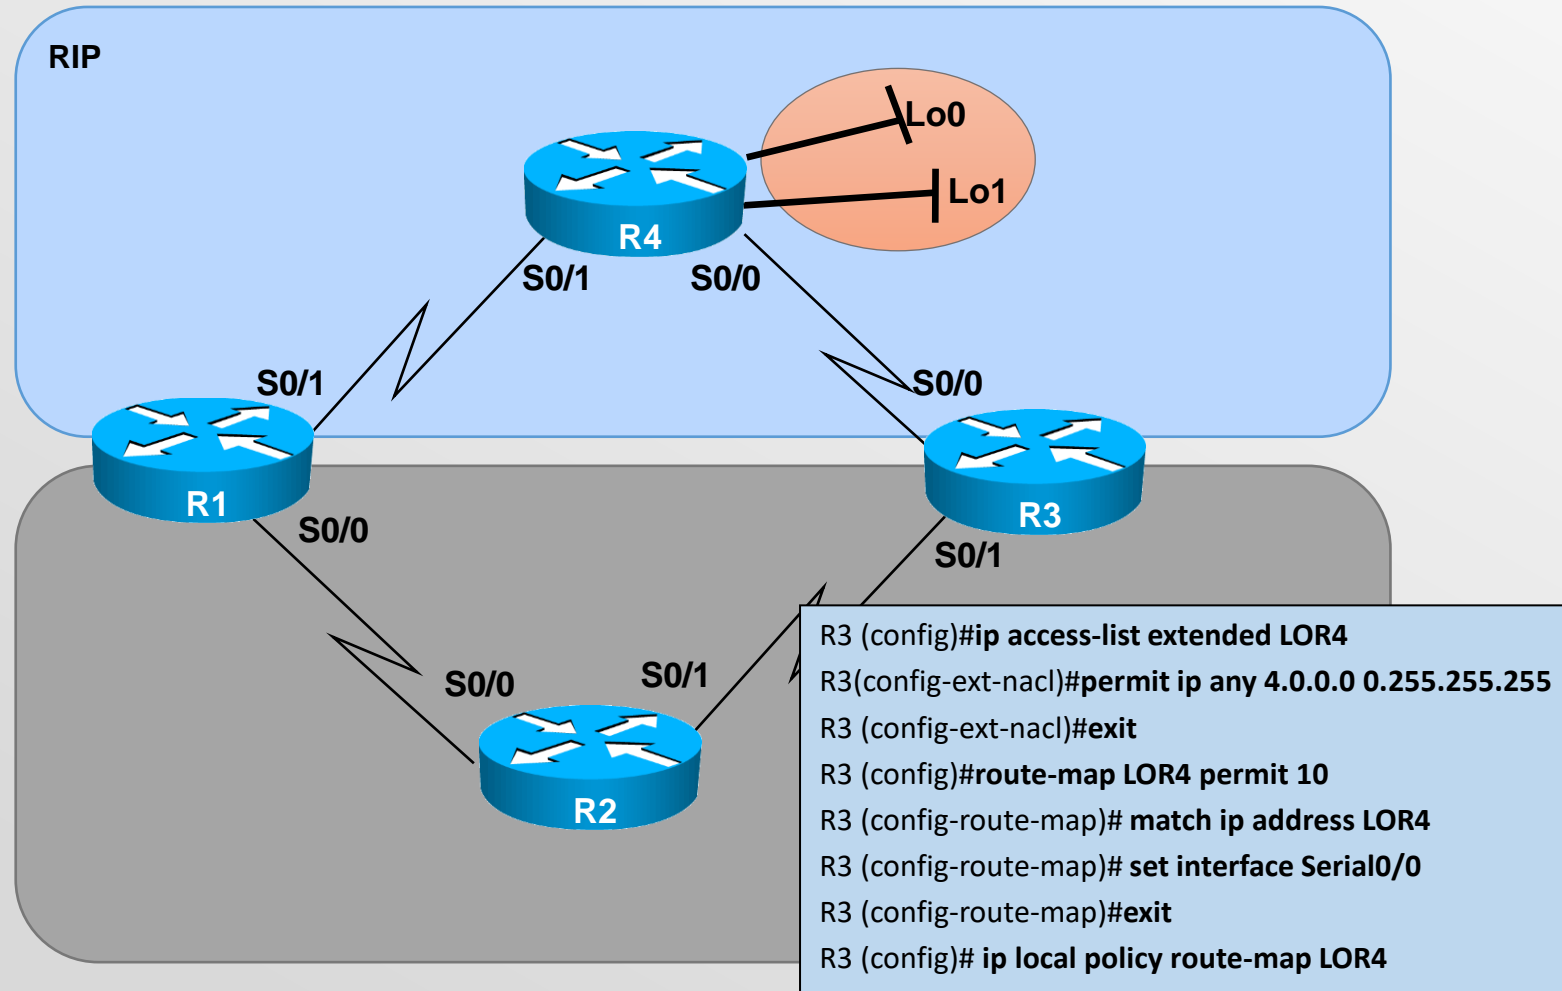 RIP
Lo0
Lo1
R4
S0/1
S0/0
S0/1
S0/0
R1
R3
S0/0
S0/1
S0/0
S0/1
R2
R3 (config)#ip access-list extended LOR4
R3(config-ext-nacl)#permit ip any 4.0.0.0 0.255.255.255
R3 (config-ext-nacl)#exit
R3 (config)#route-map LOR4 permit 10
R3 (config-route-map)# match ip address LOR4
R3 (config-route-map)# set interface Serial0/0
R3 (config-route-map)#exit
R3 (config)# ip local policy route-map LOR4